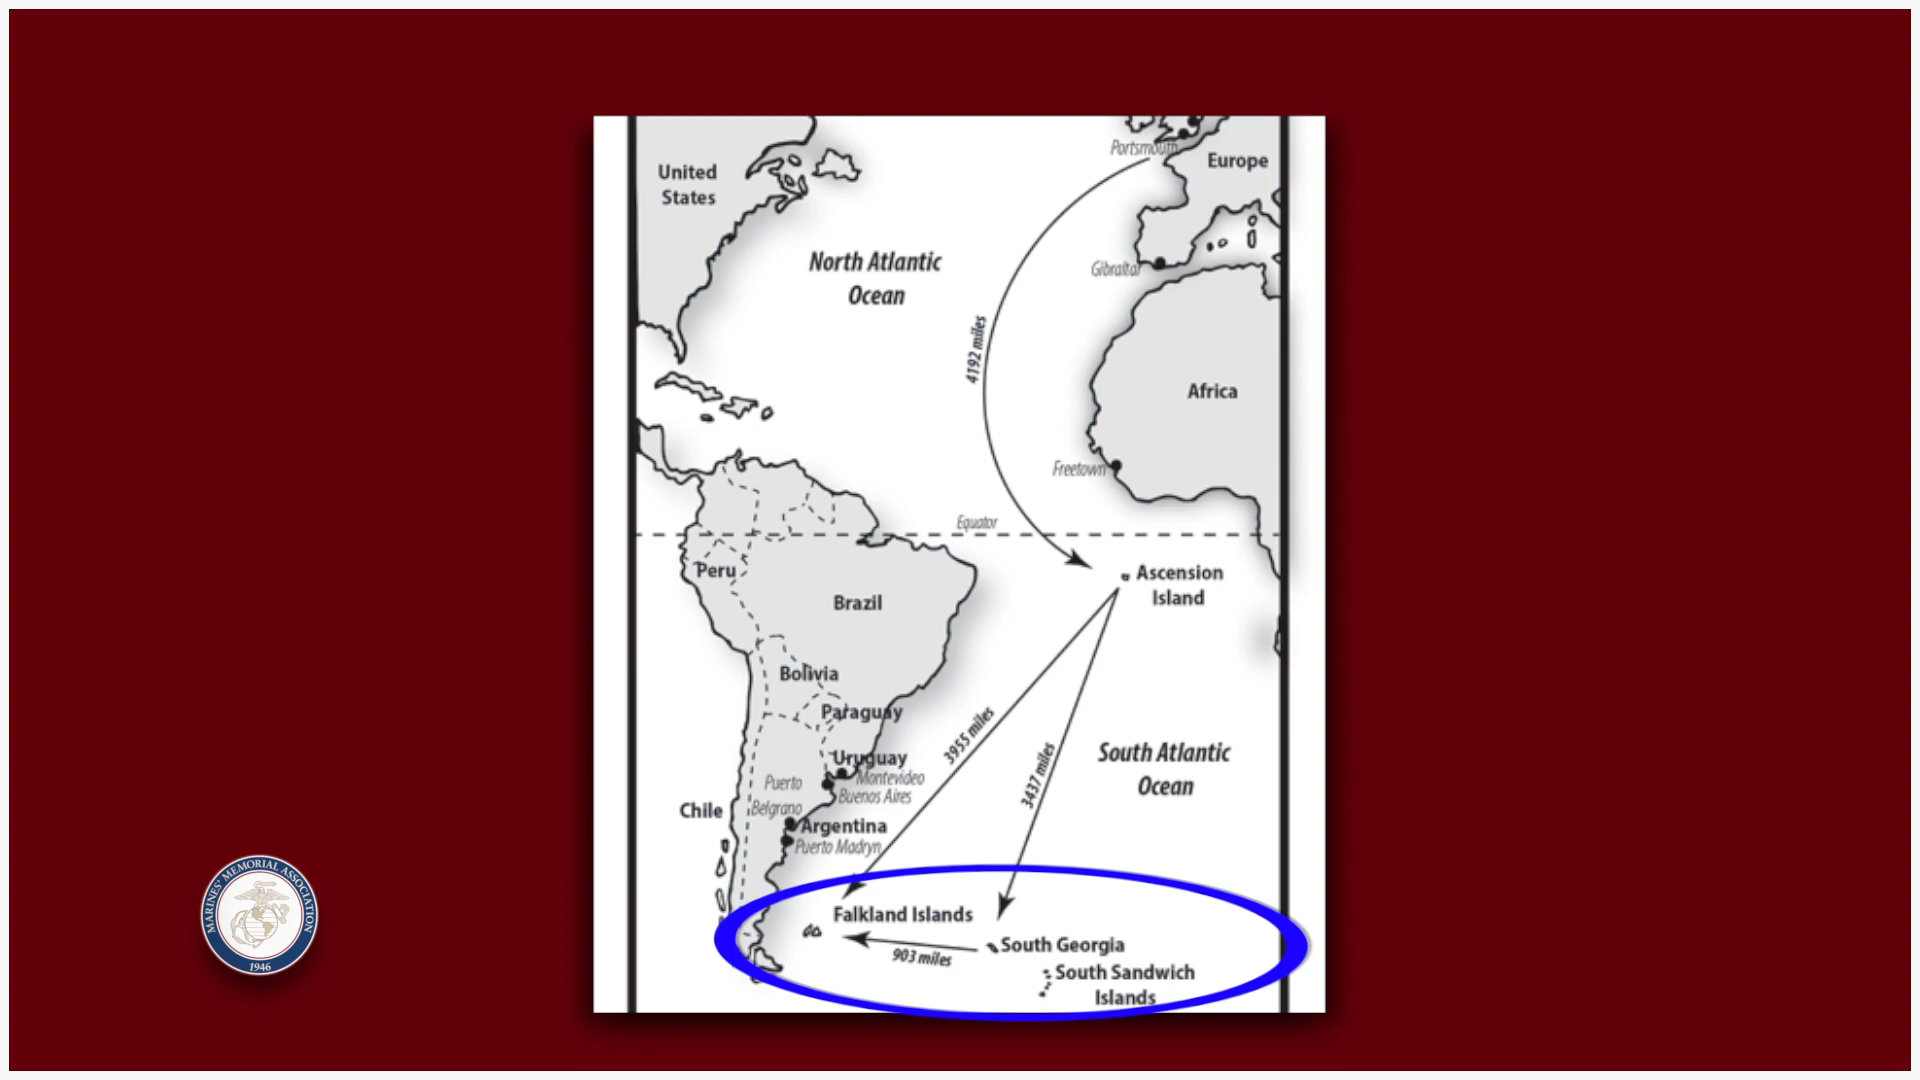 Portsmouth
Europe
United
States
North Atlantic
Ocean
Gibraltar
4192 miles
Africa
Freetown
Equator
Ascension
Island
Peru
Brazil
Bolivia
Paraguay
3955 miles
3437 miles
South Atlantic
Ocean
Uruguay
Montevideo
Puerto
Belgrano
Buenos Aires
Chile
Argentina
Puerto Madryn
Falkland Islands
South Georgia
903 miles
South Sandwich
Islands
MARINES' MEMORIAL ASSOCIATION
1946